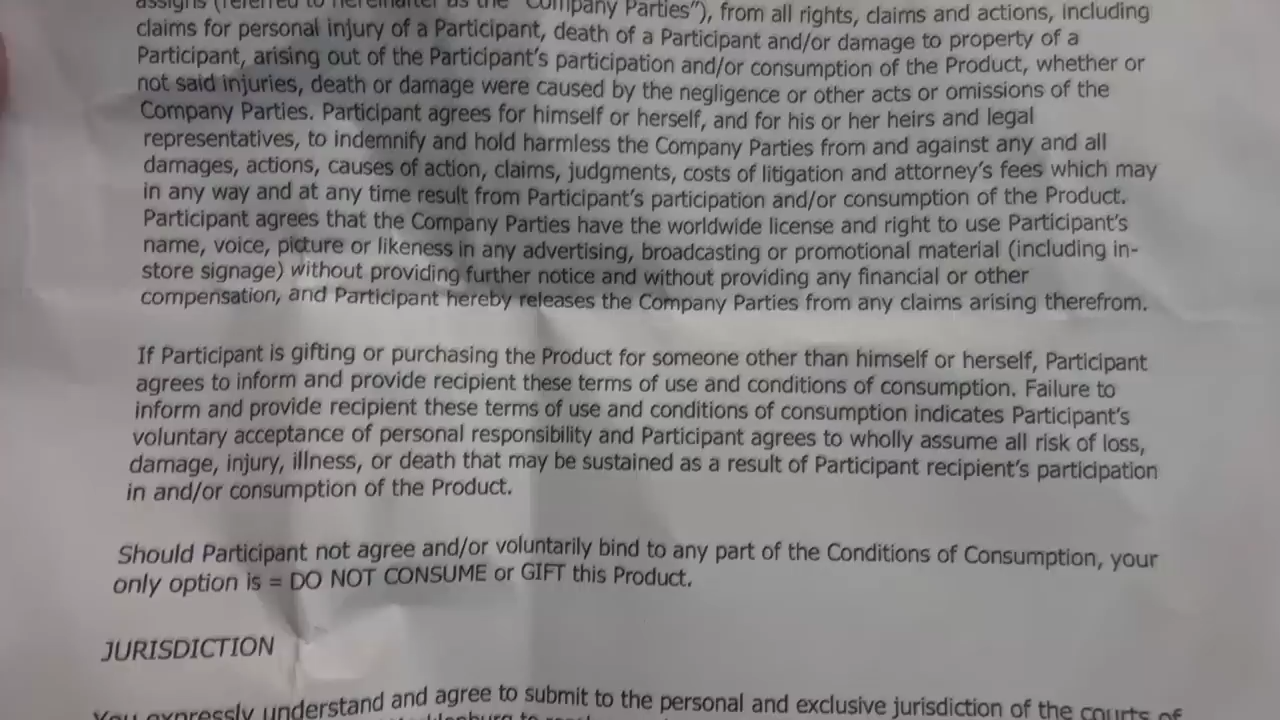 assigns (referred to hereinafter as the "Company Parties"), from all rights, claims and actions, including
claims for personal injury of a Participant, death of a Participant and/or damage to property of a
Participant, arising out of the Participant's participation and/or consumption of the Product, whether or
not said injuries, death or damage were caused by the negligence or other acts or omissions of the
Company Parties. Participant agrees for himself or herself, and for his or her heirs and legal
representatives, to indemnify and hold harmless the Company Parties from and against any and all
damages, actions, causes of action, claims, judgments, costs of litigation and attorney's fees which may
in any way and at any time result from Participant's participation and/or consumption of the Product.
Participant agrees that the Company Parties have the worldwide license and right to use Participant's
name, voice, picture or likeness in any advertising, broadcasting or promotional material (including in-
store signage) without providing further notice and without providing any financial or other
compensation, and Participant hereby releases the Company Parties from any claims arising therefrom.
If Participant is gifting or purchasing the Product for someone other than himself or herself, Participant
agrees to inform and provide recipient these terms of use and conditions of consumption. Failure to
inform and provide recipient these terms of use and conditions of consumption indicates Participant's
voluntary acceptance of personal responsibility and Participant agrees to wholly assume all risk of loss,
damage, injury, illness, or death that may be sustained as a result of Participant recipient's participation
in and/or consumption of the Product.
Should Participant not agree and/or voluntarily bind to any part of the Conditions of Consumption, your
only option is = DO NOT CONSUME or GIFT this Product.
JURISDICTION
You expressly understand and agree to submit to the personal and exclusive jurisdiction of the courts of